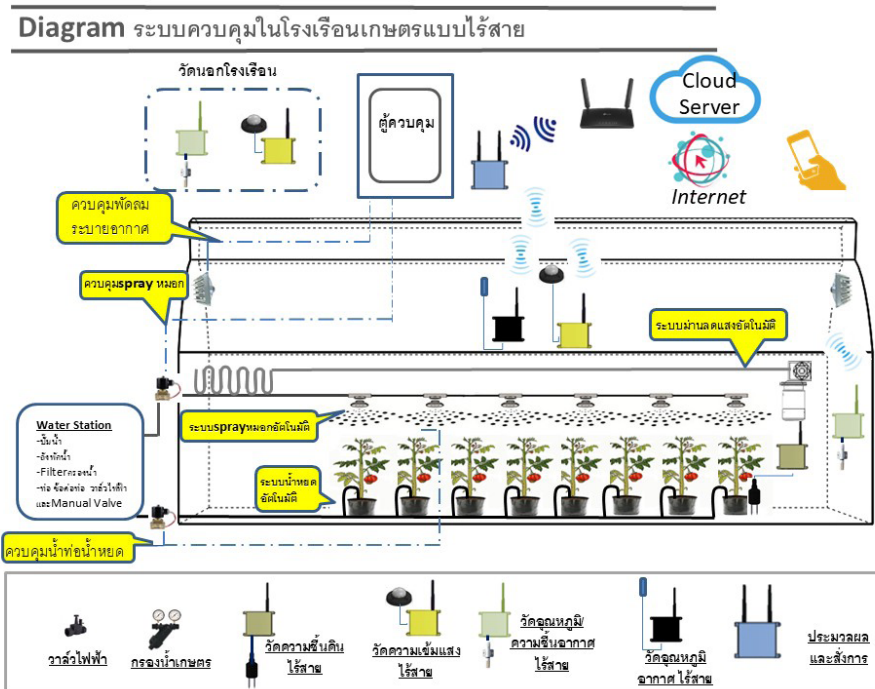 Diagram ระบบควบคุมในโรงเรือนเกษตรแบบไร้สาย
วัดนอกโรงเรือน
ตู้ควบคุม
Cloud
Server
Internet
ควบคุมพัดลม
ระบายอากาศ
ควบคุมspray หมอก
ระบบม่านลดแสงอัตโนมัติ
Water Station
-ปั๊มน้ำ
-ถังพักน้ำ
-Filterกรองน้ำ
-ท่อ ข้อต่อท่อ วาล์วไฟฟ้า
และManual Valve
ระบบsprayหมอกอัตโนมัติ
ระบบน้ำหยด
อัตโนมัติ
ควบคุมน้ำท่อน้ำหยด
วาล์วไฟฟ้า
กรองน้ำเกษตร
วัดความชื้นดิน
ไร้สาย
วัดความเข้มแสง
ไร้สาย
วัดอุณหภูมิ/
ความชื้นอากาศ
ไร้สาย
วัดอุณหภูมิ
อากาศ ไร้สาย
ประมวลผล
และสั่งการ